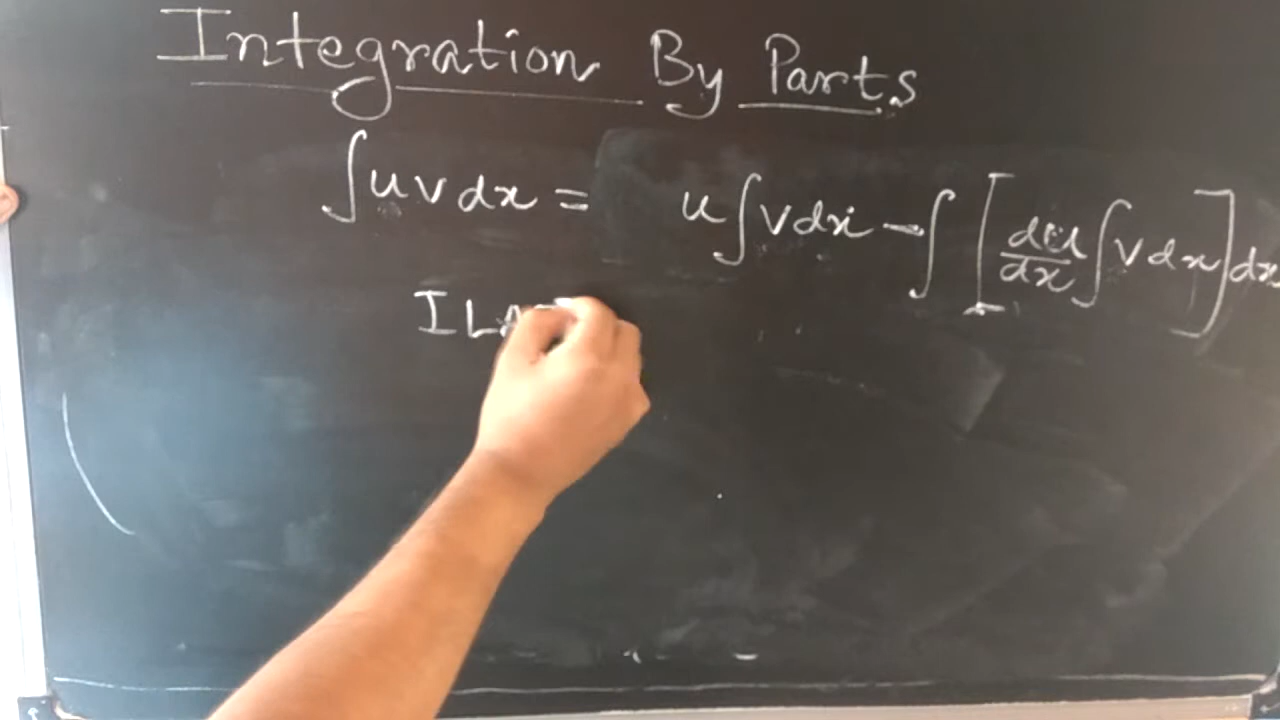 Integration By Parts
∫uvdx = u∫vdx - ∫[du/dx ∫vdx]dx
ILA